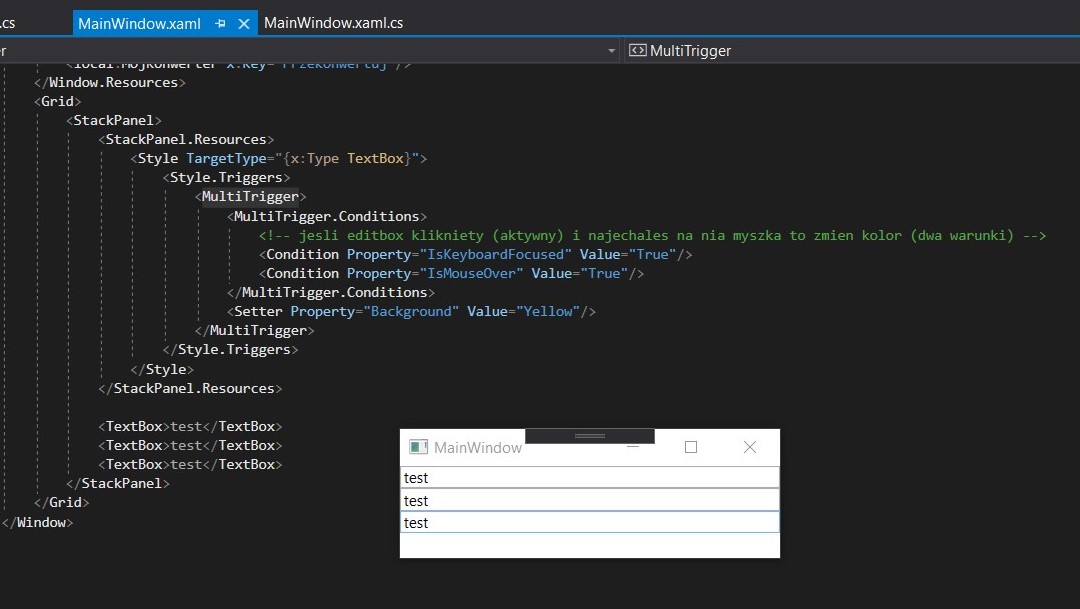 .cs MainWindow.xaml MainWindow.xaml.cs
r MultiTrigger
<local:MojKonwerter x:Key="PrzeKonwertuj"/>
</Window.Resources>
<Grid>
<StackPanel>
<StackPanel.Resources>
<Style TargetType="{x:Type TextBox}">
<Style.Triggers>
<MultiTrigger>
<MultiTrigger.Conditions>
<!-- jesli editbox klikniety (aktywny) i najechales na nia myszka to zmien kolor (dwa warunki) -->
<Condition Property="IsKeyboardFocused" Value="True"/>
<Condition Property="IsMouseOver" Value="True"/>
</MultiTrigger.Conditions>
<Setter Property="Background" Value="Yellow"/>
</MultiTrigger>
</Style.Triggers>
</Style>
</StackPanel.Resources>
<TextBox>test</TextBox>
<TextBox>test</TextBox>
<TextBox>test</TextBox>
</StackPanel>
</Grid>
</Window>
MainWindow
test
test
test